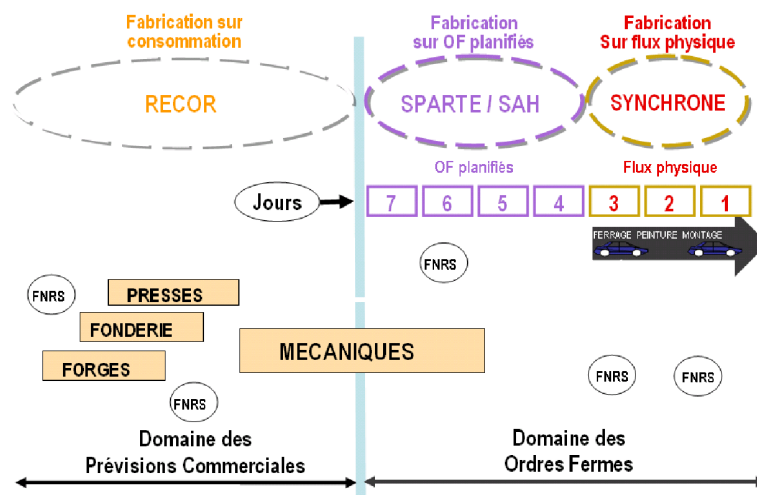 Fabrication sur
consommation
Fabrication
sur OF planifiés
Fabrication
Sur flux physique
RECOR
SPARTE / SAH
SYNCHRONE
OF planifiés
Flux physique
Jours
7 6 5 4 3 2 1
FERRAGE PEINTURE MONTAGE
FNRS
FNRS
PRESSES
FONDERIE
MECANIQUES
FORGES
FNRS
FNRS
FNRS
Domaine des
Prévisions Commerciales
Domaine des
Ordres Fermes